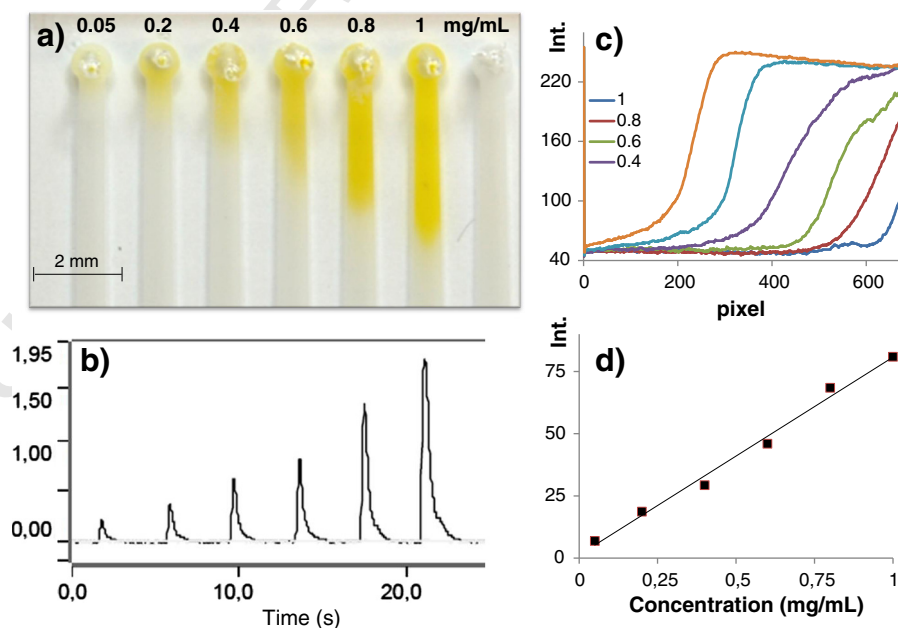 a)
0.05 0.2 0.4 0.6 0.8 1 mg/mL
2 mm
b)
1,95
1,50
1,00
0,00
0,0 10,0 20,0
Time (s)
c)
Int.
220
160
100
40
1
0.8
0.6
0.4
0 200 400 600
pixel
d)
Int.
75
50
25
0
0 0,25 0,5 0,75 1
Concentration (mg/mL)